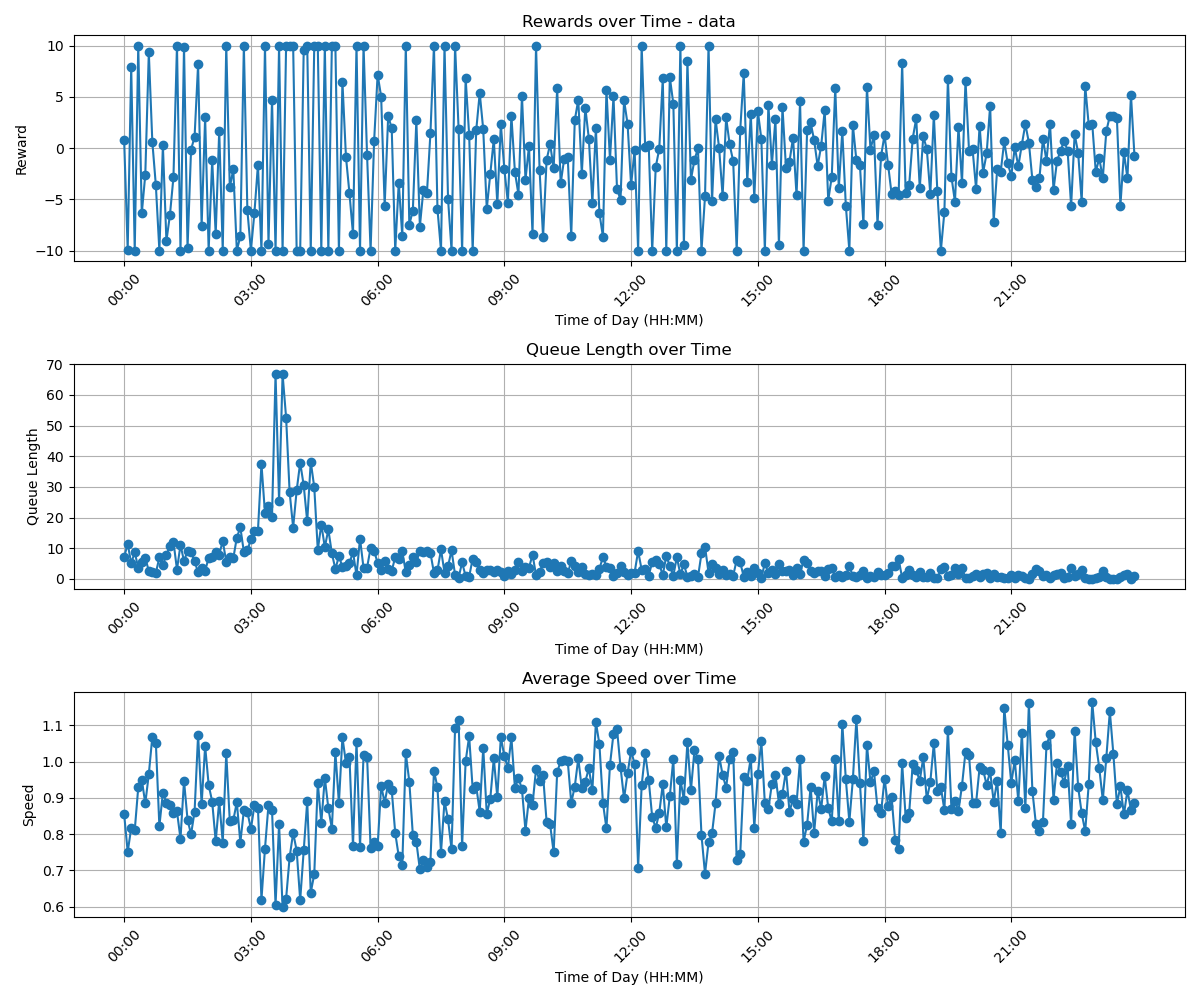 Rewards over Time - data
10
5
0
−5
−10
Reward
00:00 03:00 06:00 09:00 12:00 15:00 18:00 21:00
Time of Day (HH:MM)
Queue Length over Time
70
60
50
40
30
20
10
0
Queue Length
00:00 03:00 06:00 09:00 12:00 15:00 18:00 21:00
Time of Day (HH:MM)
Average Speed over Time
1.1
1.0
0.9
0.8
0.7
0.6
Speed
00:00 03:00 06:00 09:00 12:00 15:00 18:00 21:00
Time of Day (HH:MM)